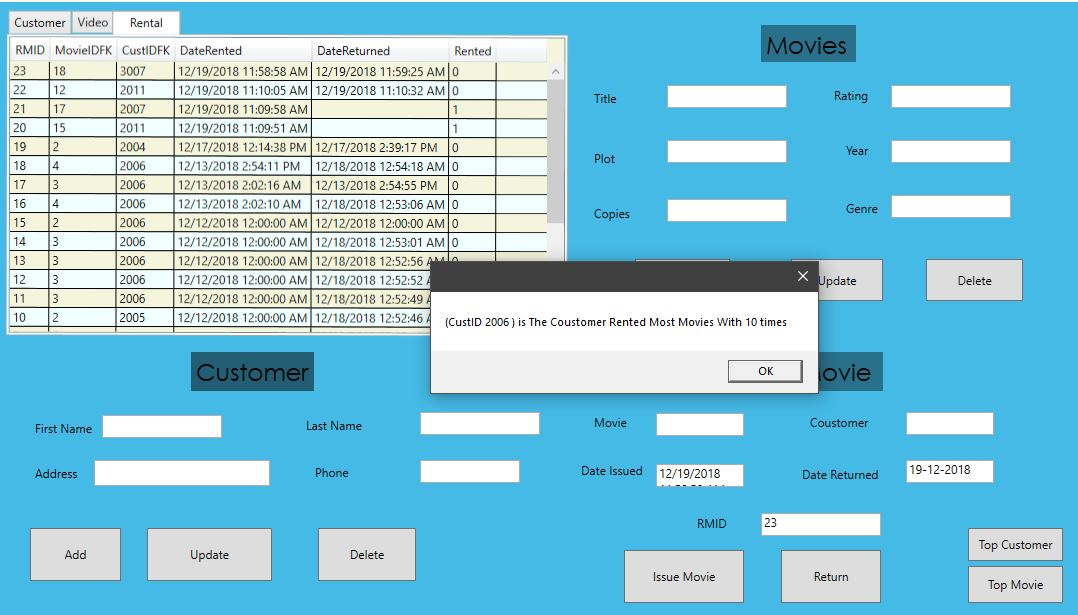 Customer Video Rental
RMID MovieIDFK CustIDFK DateRented DateReturned Rented
23 18 3007 12/19/2018 11:58:58 AM 12/19/2018 11:59:25 AM 0
22 12 2011 12/19/2018 11:10:05 AM 12/19/2018 11:10:32 AM 0
21 17 2007 12/19/2018 11:09:58 AM 1
20 15 2011 12/19/2018 11:09:51 AM 1
19 2 2004 12/17/2018 12:14:38 PM 12/17/2018 2:39:17 PM 0
18 4 2006 12/13/2018 2:54:11 PM 12/18/2018 12:54:18 AM 0
17 3 2006 12/13/2018 2:02:16 AM 12/13/2018 2:54:55 PM 0
16 4 2006 12/13/2018 2:02:10 AM 12/18/2018 12:53:06 AM 0
15 2 2006 12/12/2018 12:00:00 AM 12/12/2018 12:00:00 AM 0
14 3 2006 12/12/2018 12:00:00 AM 12/18/2018 12:53:01 AM 0
13 3 2006 12/12/2018 12:00:00 AM 12/18/2018 12:52:56 AM 0
12 3 2006 12/12/2018 12:00:00 AM 12/18/2018 12:52:52
11 3 2006 12/12/2018 12:00:00 AM 12/18/2018 12:52:49
10 2 2005 12/12/2018 12:00:00 AM 12/18/2018 12:52:46
Movies
Title Rating
Plot Year
Copies Genre
Update Delete
(CustID 2006 ) is The Coustomer Rented Most Movies With 10 times
OK
Customer
First Name Last Name
Address Phone
Add Update Delete
Movie
Movie Coustomer
Date Issued 12/19/2018 Date Returned 19-12-2018
RMID 23
Issue Movie Return
Top Customer
Top Movie